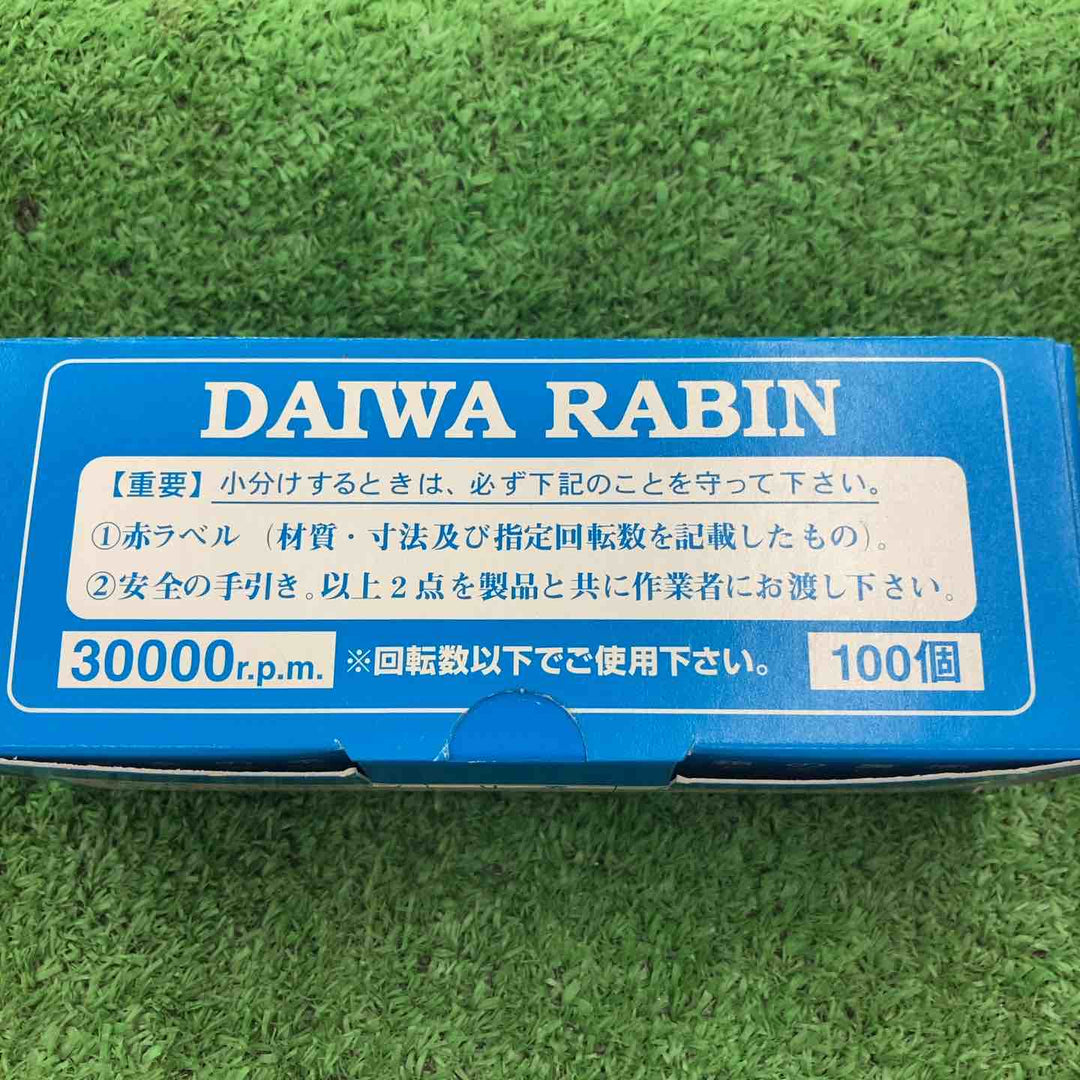 DAIWA RABIN
【重要】小分けするときは、必ず下記のことを守って下さい。
①赤ラベル（材質・寸法及び指定回転数を記載したもの）。
②安全の手引き。以上2点を製品と共に作業者にお渡し下さい。
30000r.p.m. ※回転数以下でご使用下さい。 100個